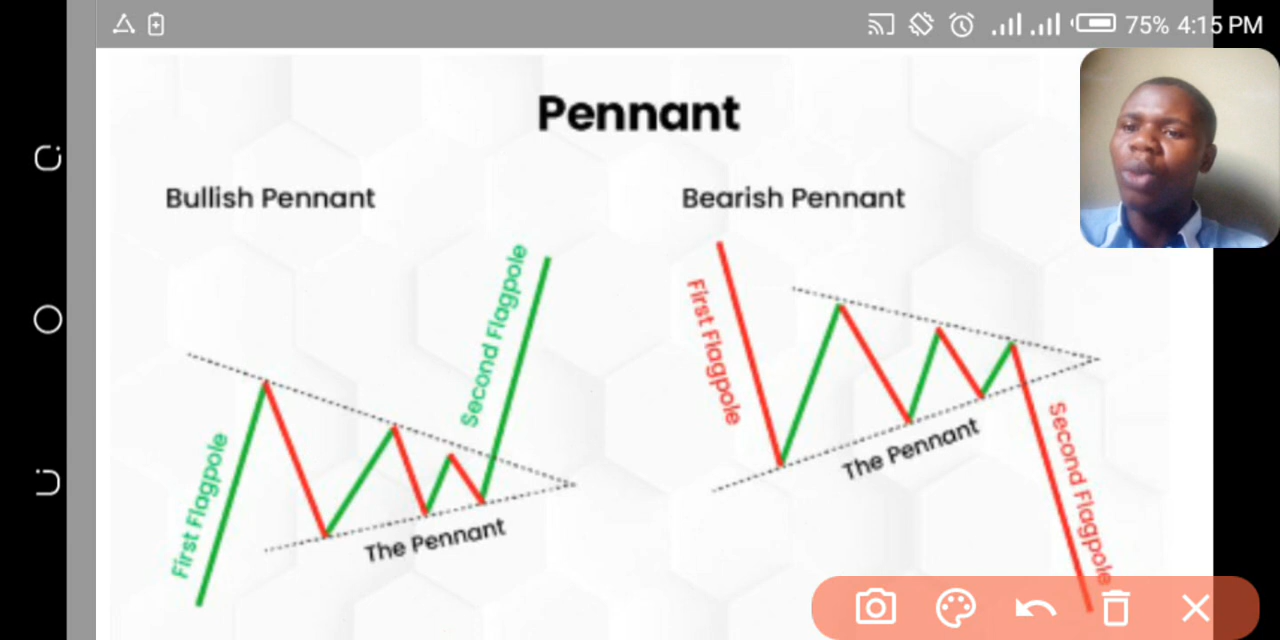 75% 4:15 PM
Pennant
Bullish Pennant
Bearish Pennant
First Flagpole
Second Flagpole
The Pennant
First Flagpole
The Pennant
Second Flagpole